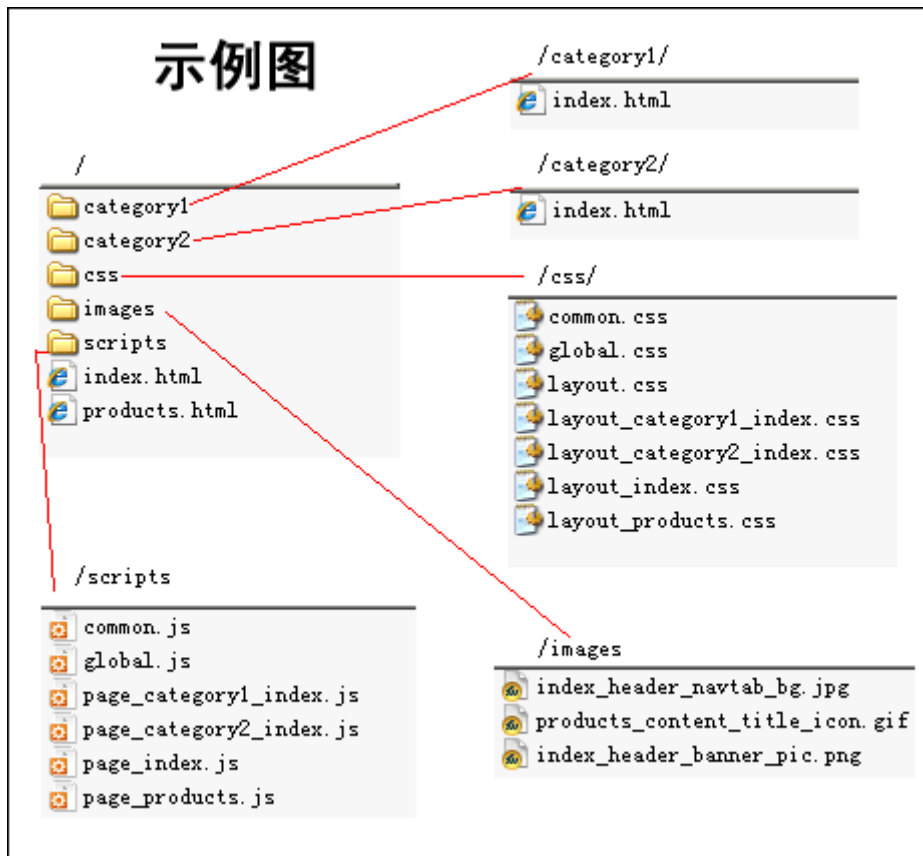 示例图
/
category1
category2
css
images
scripts
index.html
products.html
/category1/
index.html
/category2/
index.html
/css/
common.css
global.css
layout.css
layout_category1_index.css
layout_category2_index.css
layout_index.css
layout_products.css
/scripts
common.js
global.js
page_category1_index.js
page_category2_index.js
page_index.js
page_products.js
/images
index_header_navtab_bg.jpg
products_content_title_icon.gif
index_header_banner_pic.png